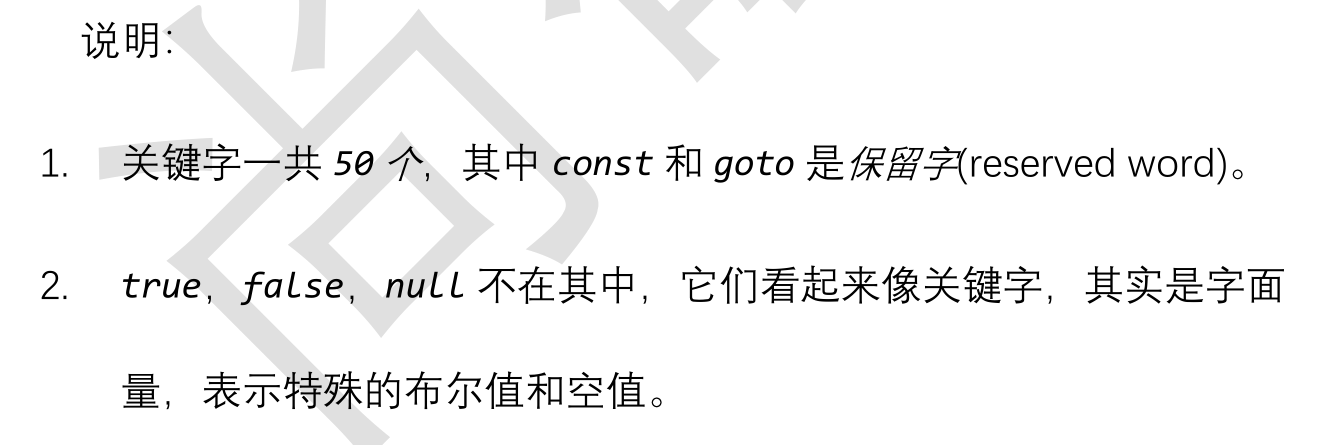 说明：
1. 关键字一共 50 个，其中 const 和 goto 是保留字(reserved word)。
2. true，false，null 不在其中，它们看起来像关键字，其实是字面
量，表示特殊的布尔值和空值。